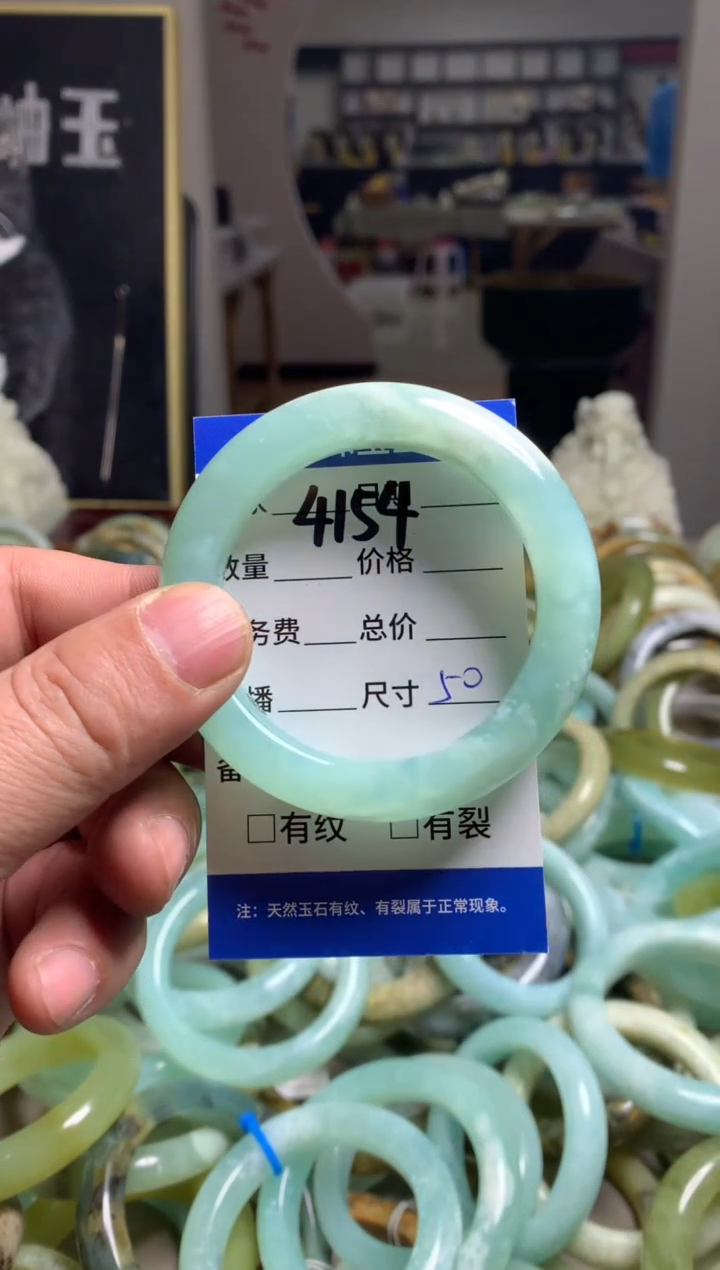 岫玉
4154
数量 价格
务费 总价
播 尺寸 50
备
□有纹 □有裂
注：天然玉石有纹、有裂属于正常现象。